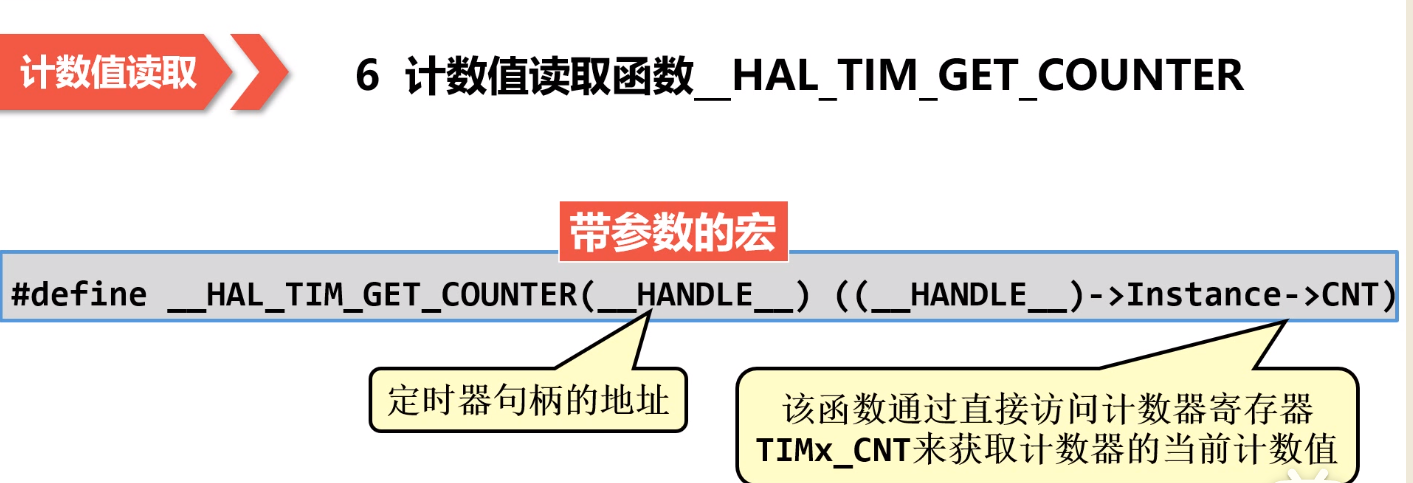 计数值读取
6 计数值读取函数__HAL_TIM_GET_COUNTER
带参数的宏
#define __HAL_TIM_GET_COUNTER(__HANDLE__) ((__HANDLE__)->Instance->CNT)
定时器句柄的地址
该函数通过直接访问计数器寄存器
TIMx_CNT来获取计数器的当前计数值